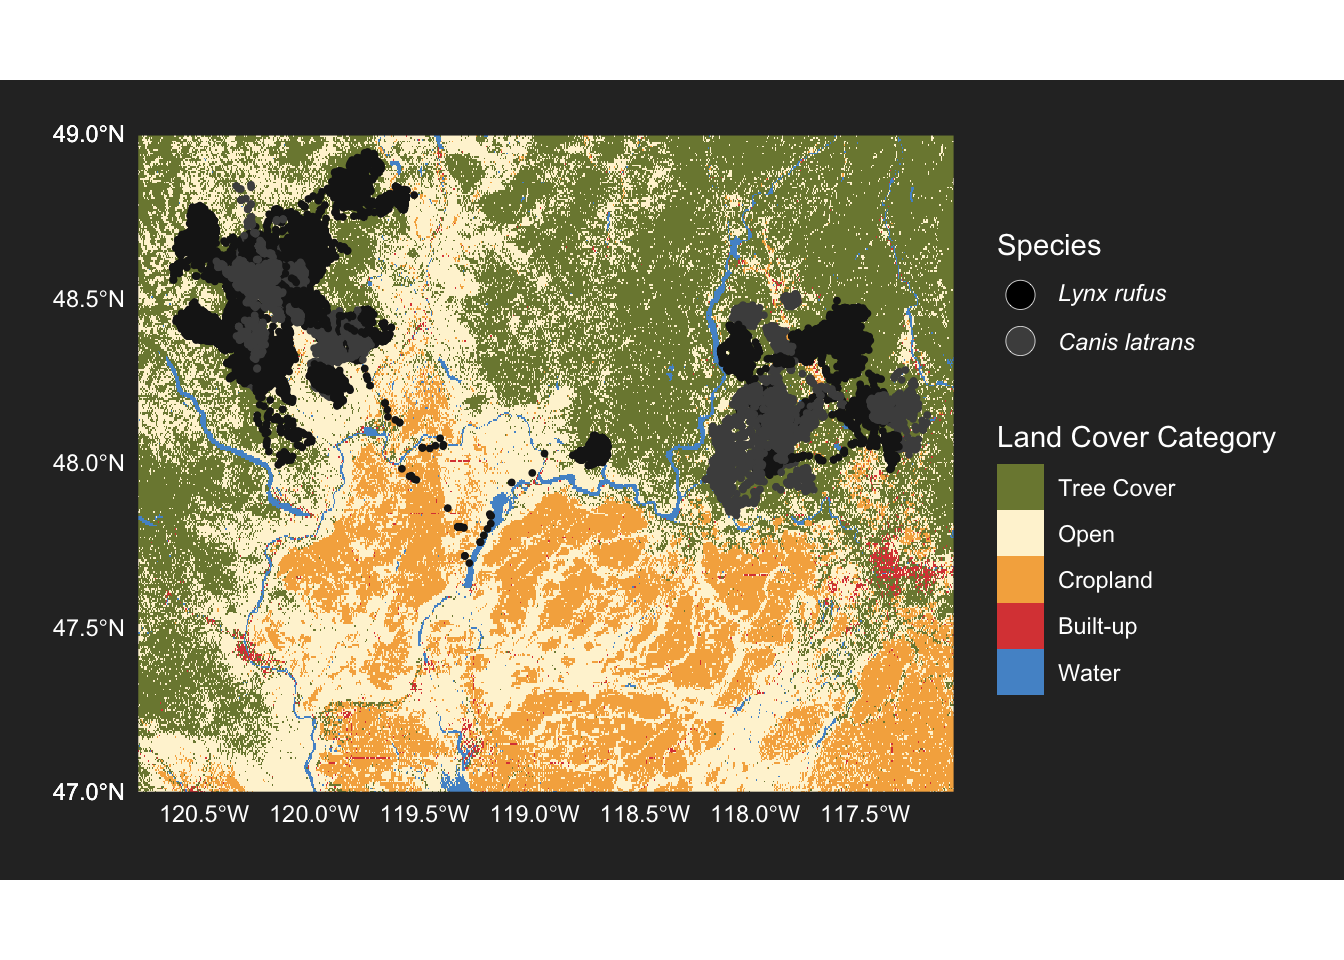 49.0°N
48.5°N
48.0°N
47.5°N
47.0°N
120.5°W 120.0°W 119.5°W 119.0°W 118.5°W 118.0°W 117.5°W
Species
Lynx rufus
Canis latrans
Land Cover Category
Tree Cover
Open
Cropland
Built-up
Water